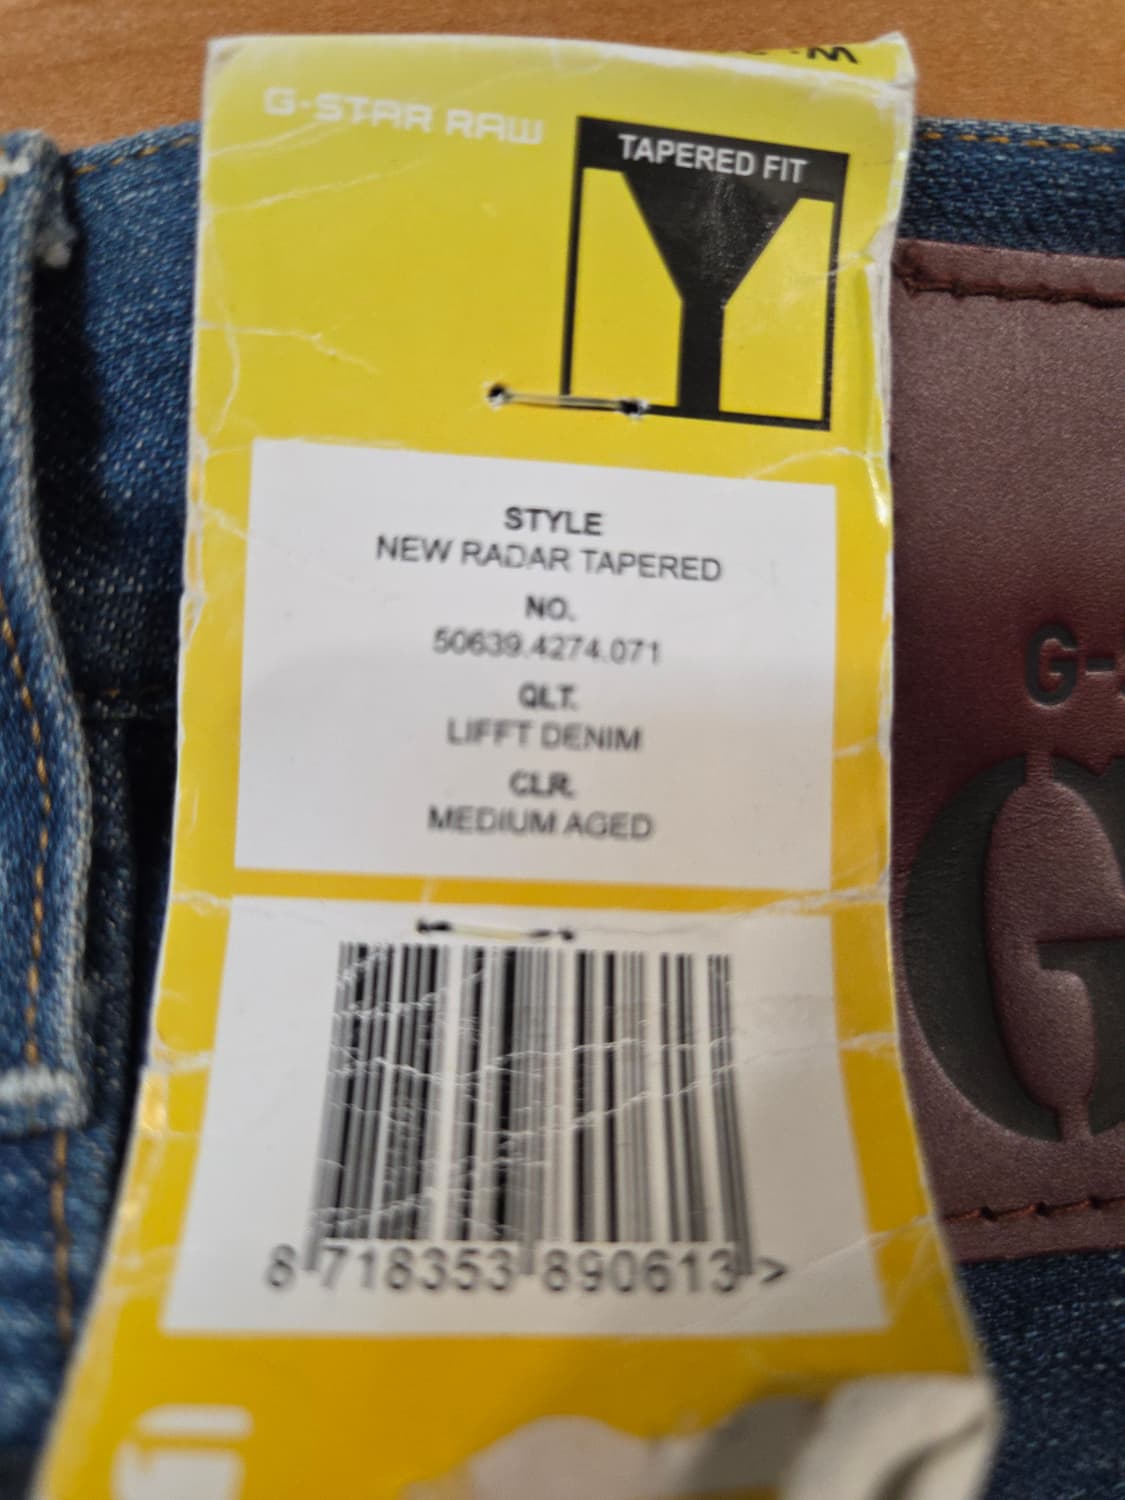 W.
G-STAR RAW
TAPERED FIT
STYLE
NEW RADAR TAPERED
NO.
50639.4274.071
QLT.
LIFFT DENIM
CLR.
MEDIUM AGED
8 718353 890613 >
G-